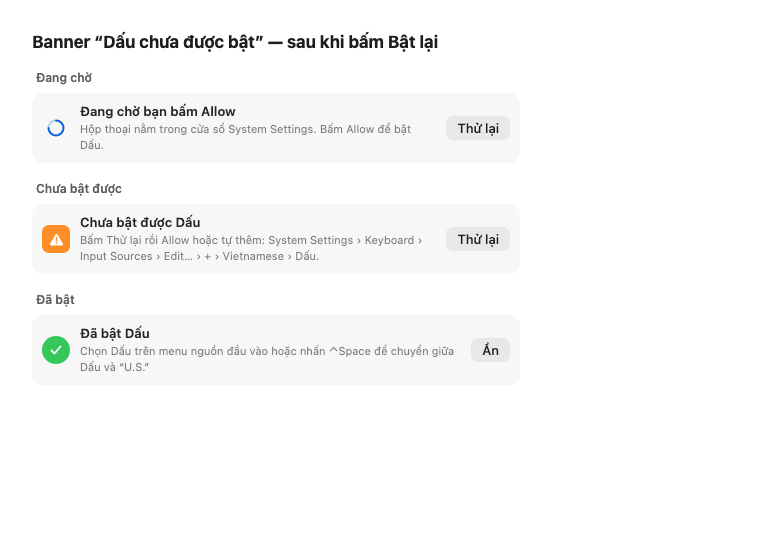 Banner “Dấu chưa được bật” — sau khi bấm Bật lại
Đang chờ
Đang chờ bạn bấm Allow
Hộp thoại nằm trong cửa sổ System Settings. Bấm Allow để bật
Dấu.
Thử lại
Chưa bật được
Chưa bật được Dấu
Bấm Thử lại rồi Allow hoặc tự thêm: System Settings › Keyboard ›
Input Sources › Edit… › + › Vietnamese › Dấu.
Thử lại
Đã bật
Đã bật Dấu
Chọn Dấu trên menu nguồn đầu vào hoặc nhấn ^Space để chuyển giữa
Dấu và “U.S.”
Ẩn